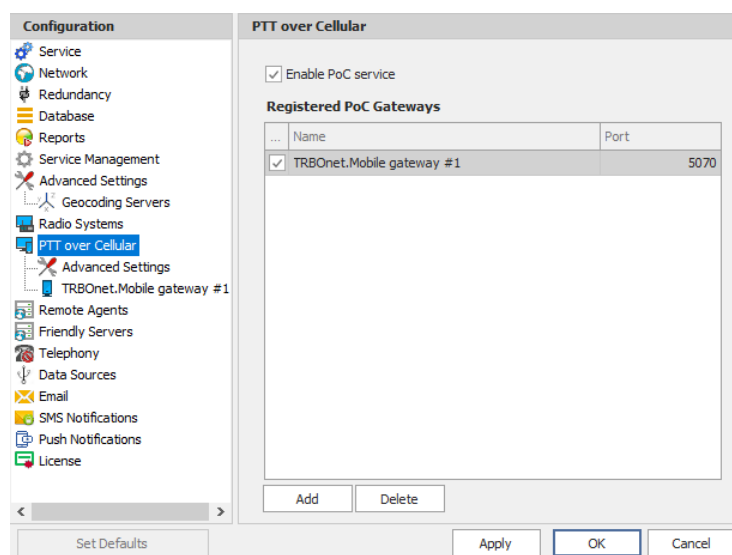 Configuration
Service
Network
Redundancy
Database
Reports
Service Management
Advanced Settings
Geocoding Servers
Radio Systems
PTT over Cellular
Advanced Settings
TRBOnet.Mobile gateway #1
Remote Agents
Friendly Servers
Telephony
Data Sources
Email
SMS Notifications
Push Notifications
License
Set Defaults
PTT over Cellular
Enable PoC service
Registered PoC Gateways
... Name Port
TRBOnet.Mobile gateway #1 5070
Add Delete
Apply OK Cancel